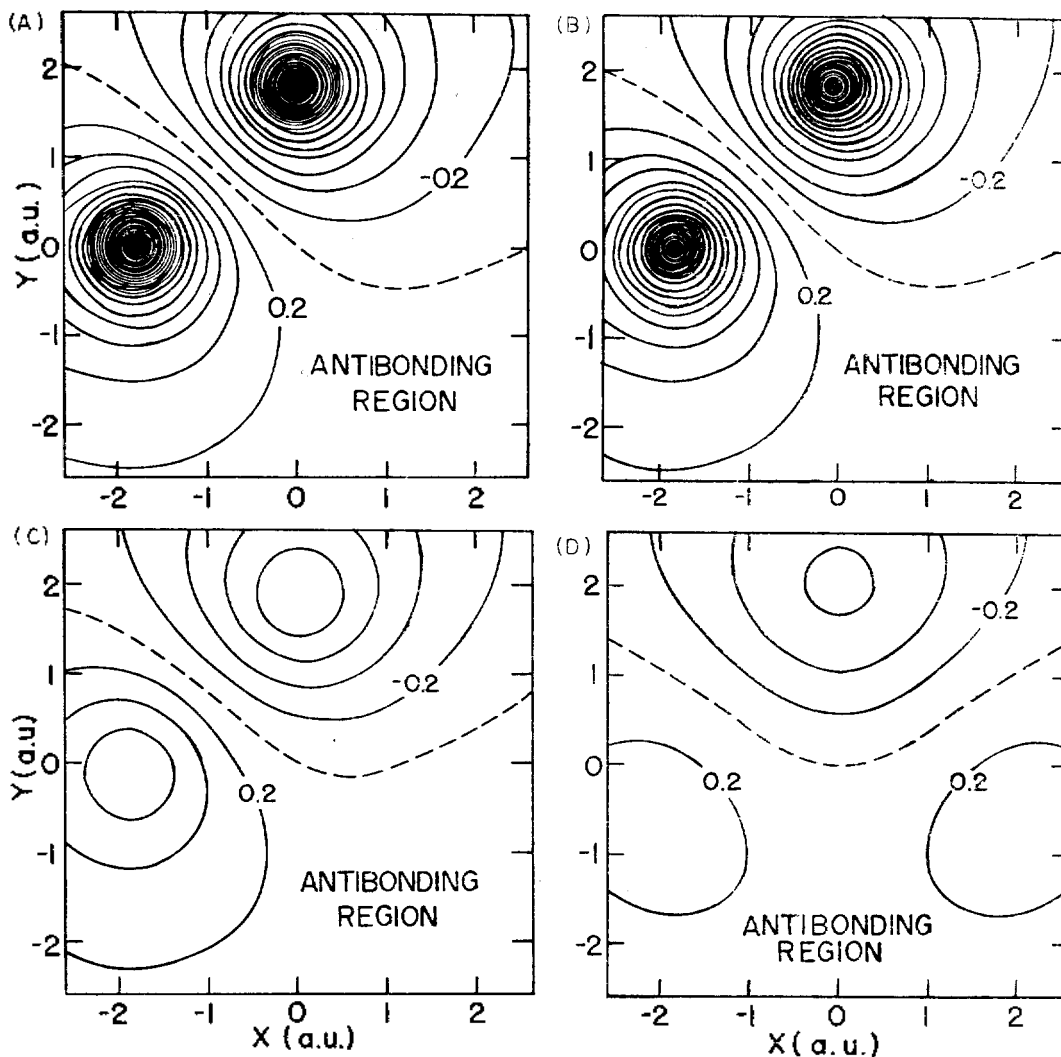 (A)
Y (a.u.)
2
1
0
-1
-2
-0.2
0.2
ANTIBONDING
REGION
-2 -1 0 1 2
(B)
2
1
0
-1
-2
-0.2
0.2
ANTIBONDING
REGION
-2 -1 0 1 2
(C)
Y (a.u)
2
1
0
-1
-2
-0.2
0.2
ANTIBONDING
REGION
-2 -1 0 1 2
X (a.u.)
(D)
2
1
0
-1
-2
-0.2
0.2
0.2
ANTIBONDING
REGION
-2 -1 0 1 2
X (a.u.)